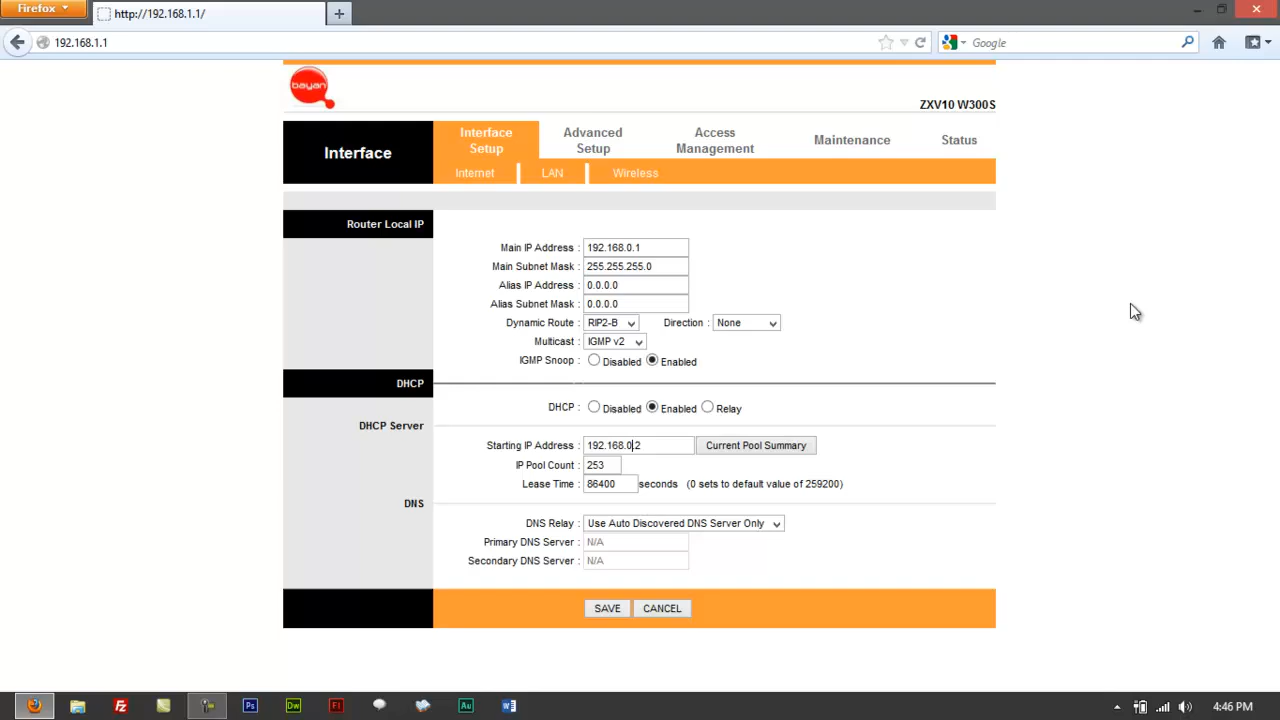 Firefox
http://192.168.1.1/
192.168.1.1
Google
bayan
ZXV10 W300S
Interface
Interface Setup
Advanced Setup
Access Management
Maintenance
Status
Internet
LAN
Wireless
Router Local IP
Main IP Address : 192.168.0.1
Main Subnet Mask : 255.255.255.0
Alias IP Address : 0.0.0.0
Alias Subnet Mask : 0.0.0.0
Dynamic Route : RIP2-B Direction : None
Multicast : IGMP v2
IGMP Snoop : Disabled Enabled
DHCP
DHCP : Disabled Enabled Relay
DHCP Server
Starting IP Address : 192.168.0.2 Current Pool Summary
IP Pool Count : 253
Lease Time : 86400 seconds (0 sets to default value of 259200)
DNS
DNS Relay : Use Auto Discovered DNS Server Only
Primary DNS Server : N/A
Secondary DNS Server : N/A
SAVE CANCEL
Fz
Ps
Dw
Fl
Au
W
4:46 PM